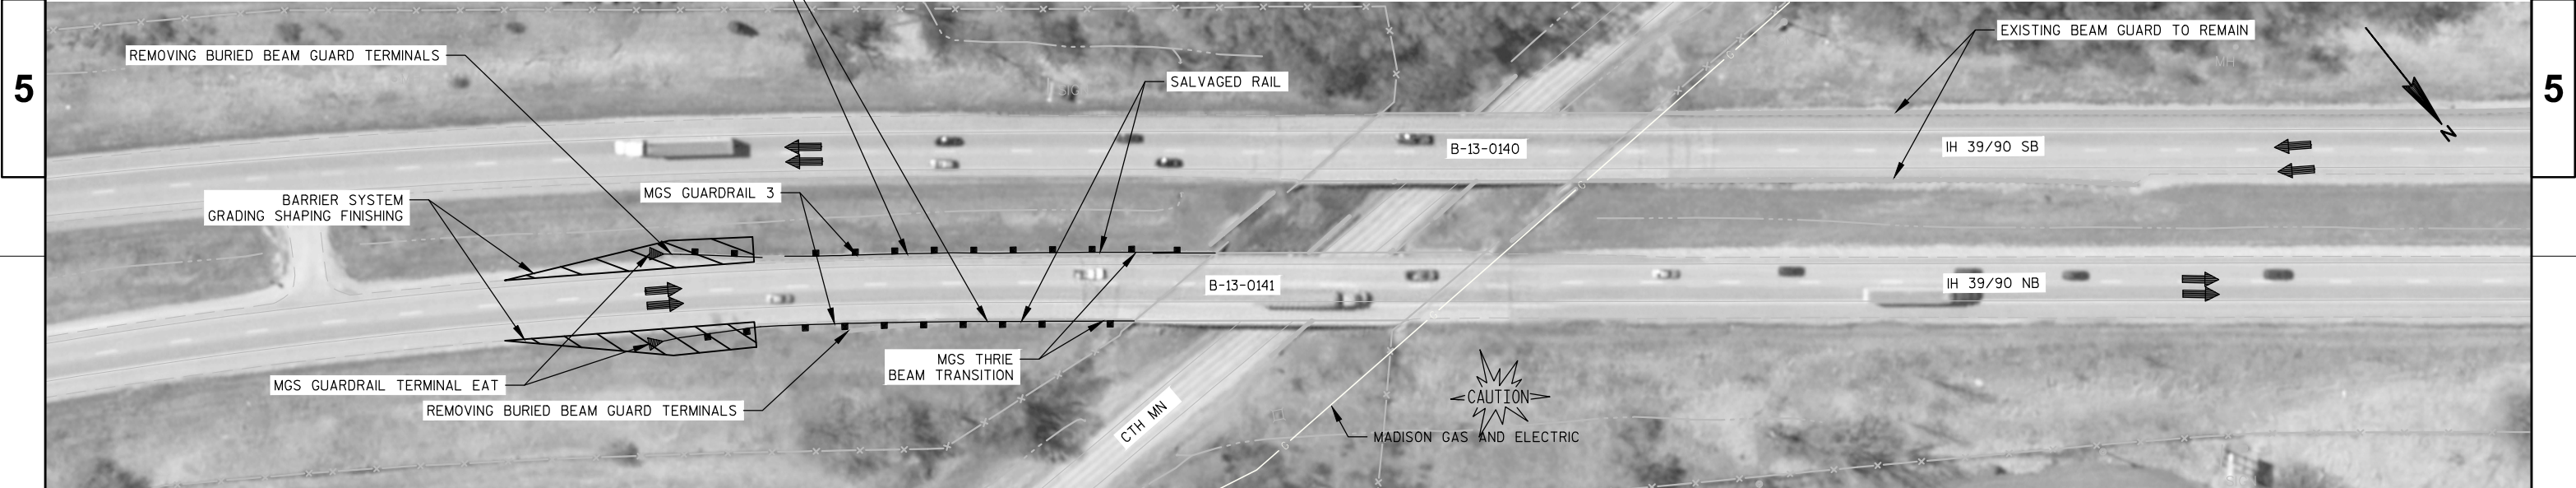 5
REMOVING BURIED BEAM GUARD TERMINALS
SALVAGED RAIL
EXISTING BEAM GUARD TO REMAIN
5
MH
SIG
N
B-13-0140
IH 39/90 SB
BARRIER SYSTEM
GRADING SHAPING FINISHING
MGS GUARDRAIL 3
G
B-13-0141
IH 39/90 NB
MGS THRIE
BEAM TRANSITION
MGS GUARDRAIL TERMINAL EAT
REMOVING BURIED BEAM GUARD TERMINALS
CTH MN
CAUTION
MADISON GAS AND ELECTRIC
G